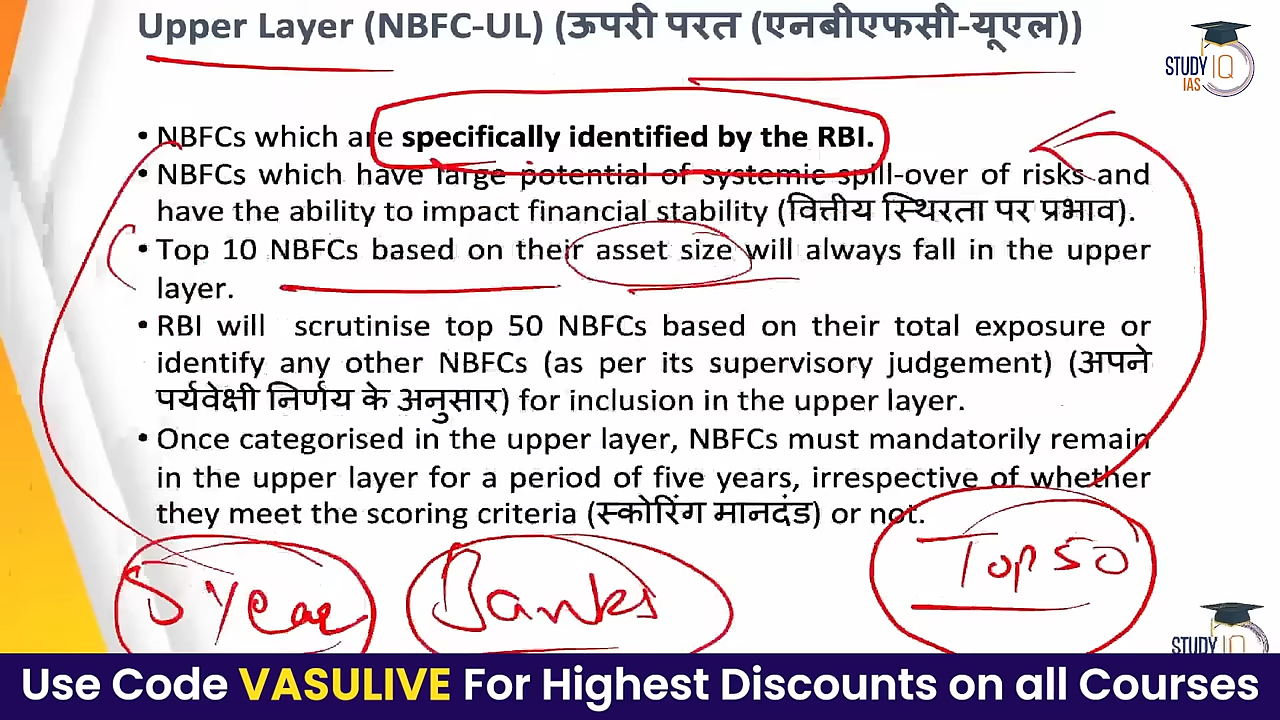 Upper Layer (NBFC-UL) (ऊपरी परत (एनबीएफसी-यूएल))
STUDY IQ
IAS
• NBFCs which are specifically identified by the RBI.
• NBFCs which have large potential of systemic spill-over of risks and
have the ability to impact financial stability (वित्तीय स्थिरता पर प्रभाव).
• Top 10 NBFCs based on their asset size will always fall in the upper
layer.
• RBI will scrutinise top 50 NBFCs based on their total exposure or
identify any other NBFCs (as per its supervisory judgement) (अपने
पर्यवेक्षी निर्णय के अनुसार) for inclusion in the upper layer.
• Once categorised in the upper layer, NBFCs must mandatorily remain
in the upper layer for a period of five years, irrespective of whether
they meet the scoring criteria (स्कोरिंग मानदंड) or not.
5 Year Banks Top 50
STUDY IQ
Use Code VASULIVE For Highest Discounts on all Courses